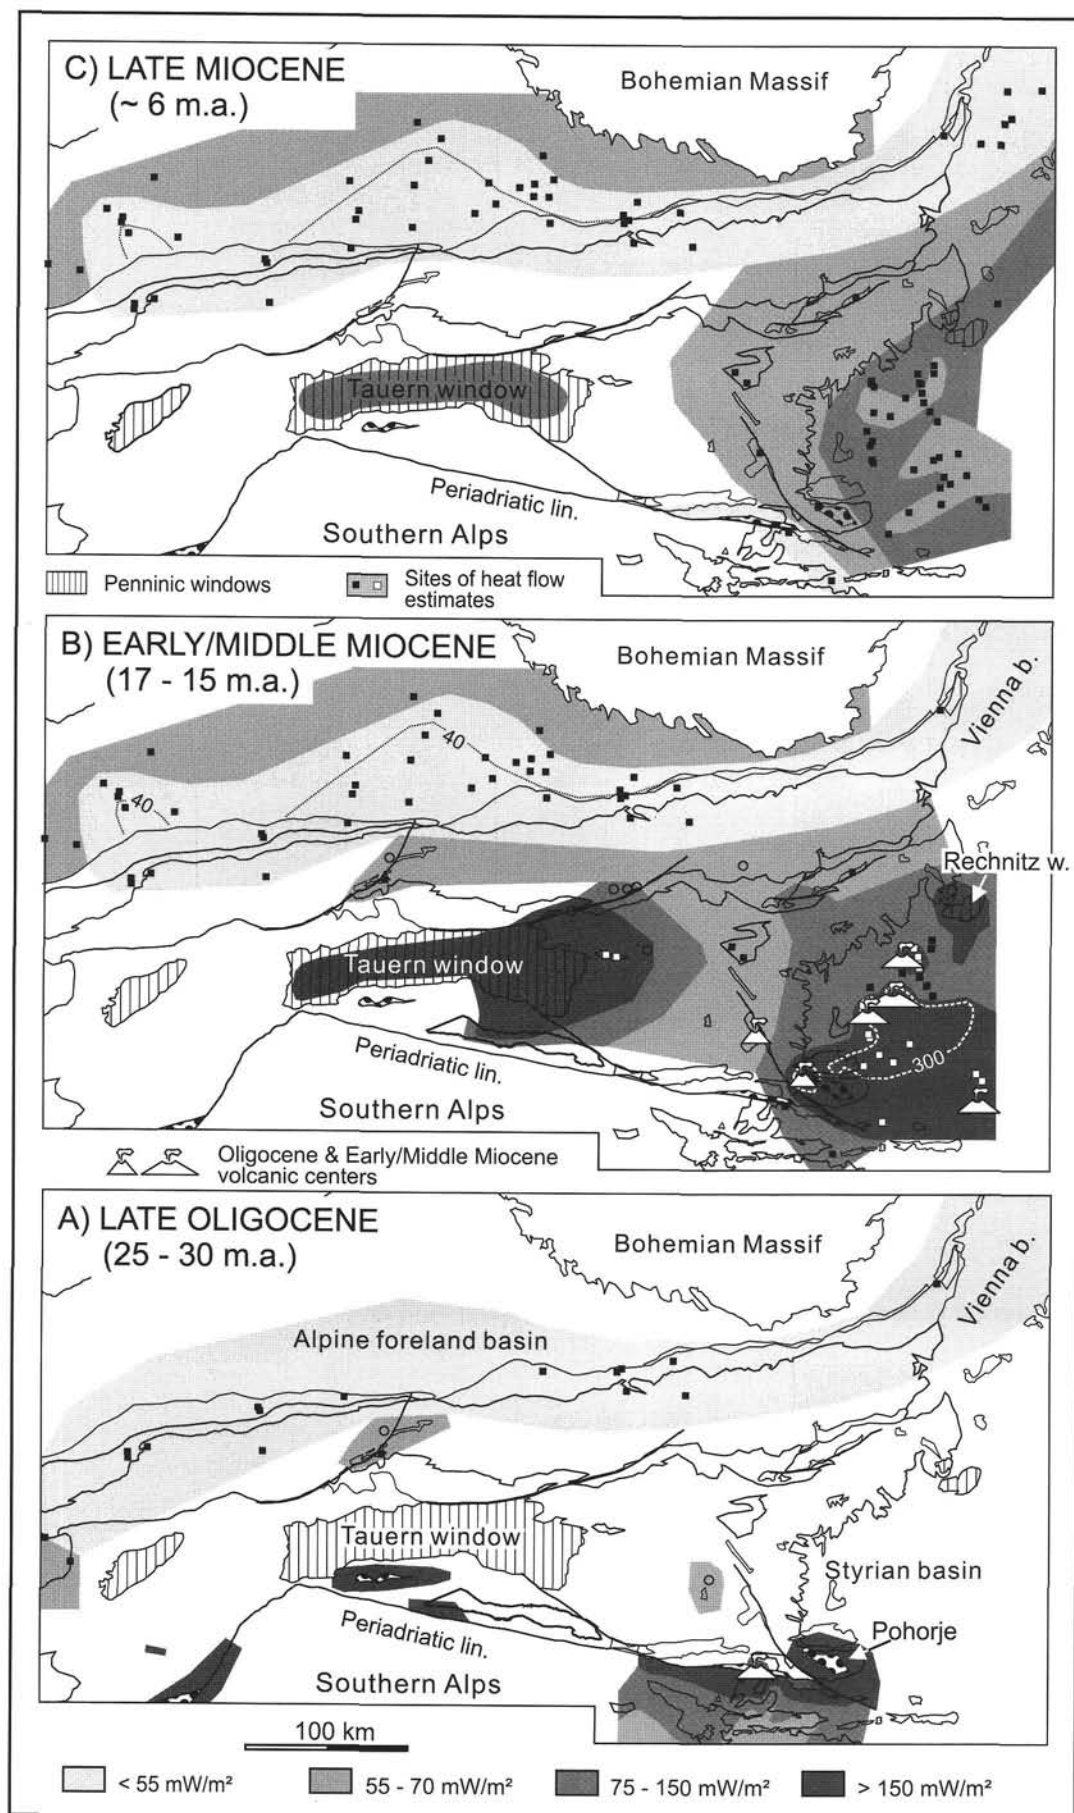 C) LATE MIOCENE
(~ 6 m.a.)
Bohemian Massif
Tauern window
Periadriatic lin.
Southern Alps
Penninic windows
Sites of heat flow
estimates
B) EARLY/MIDDLE MIOCENE
(17 - 15 m.a.)
Bohemian Massif
Vienna b.
40
40
Rechnitz w.
Tauern window
300
Periadriatic lin.
Southern Alps
Oligocene & Early/Middle Miocene
volcanic centers
A) LATE OLIGOCENE
(25 - 30 m.a.)
Bohemian Massif
Vienna b.
Alpine foreland basin
Tauern window
Styrian basin
Periadriatic lin.
Pohorje
Southern Alps
100 km
< 55 mW/m²
55 - 70 mW/m²
75 - 150 mW/m²
> 150 mW/m²